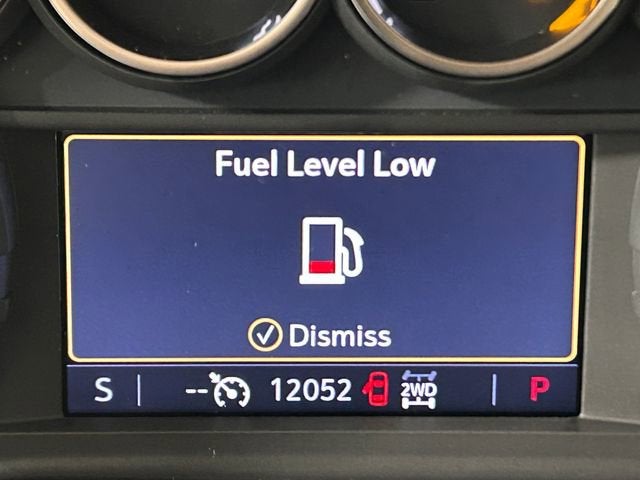 Fuel Level Low
Dismiss
S -- 12052 2WD P